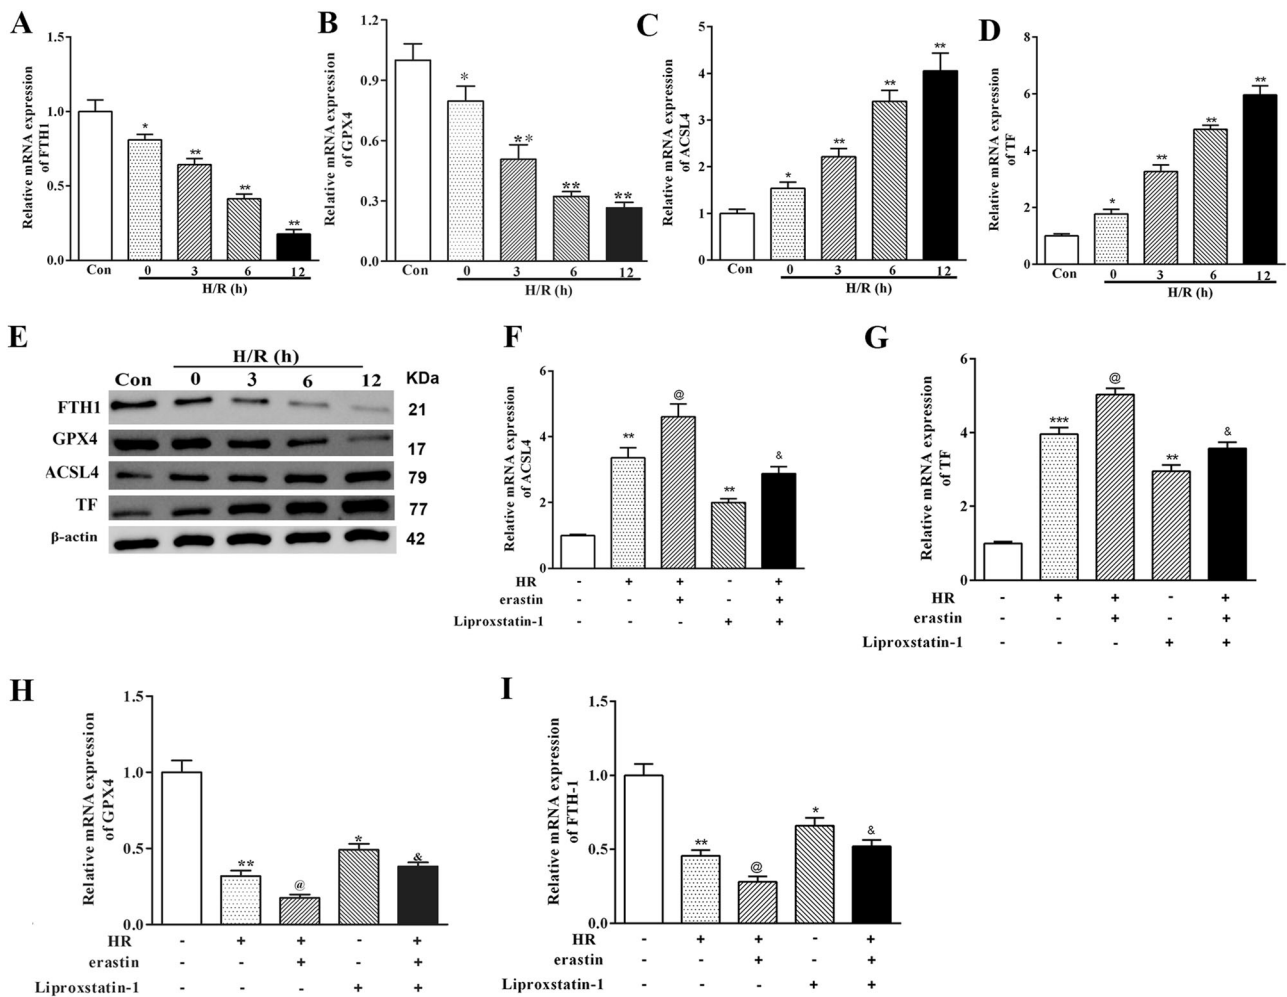 A
Relative mRNA expression
of FTH1
1.5
1.0
0.5
0.0
*
**
**
**
Con 0 3 6 12
H/R (h)
B
Relative mRNA expression
of GPX4
1.2
0.9
0.6
0.3
0.0
*
**
**
**
Con 0 3 6 12
H/R (h)
C
Relative mRNA expression
of ACSL4
5
4
3
2
1
0
*
**
**
**
Con 0 3 6 12
H/R (h)
D
Relative mRNA expression
of TF
8
6
4
2
0
*
**
**
**
Con 0 3 6 12
H/R (h)
E
H/R (h)
Con 0 3 6 12 KDa
FTH1 21
GPX4 17
ACSL4 79
TF 77
β-actin 42
F
Relative mRNA expression
of ACSL4
6
4
2
0
**
@
**
&
HR - + + - +
erastin - - + - +
Liproxstatin-1 - - - + +
G
Relative mRNA expression
of TF
6
4
2
0
***
@
**
&
HR - + + - +
erastin - - + - +
Liproxstatin-1 - - - + +
H
Relative mRNA expression
of GPX4
1.5
1.0
0.5
0.0
**
@
*
&
HR - + + - +
erastin - - + - +
Liproxstatin-1 - - - + +
I
Relative mRNA expression
of FTH-1
1.5
1.0
0.5
0.0
**
@
*
&
HR - + + - +
erastin - - + - +
Liproxstatin-1 - - - + +